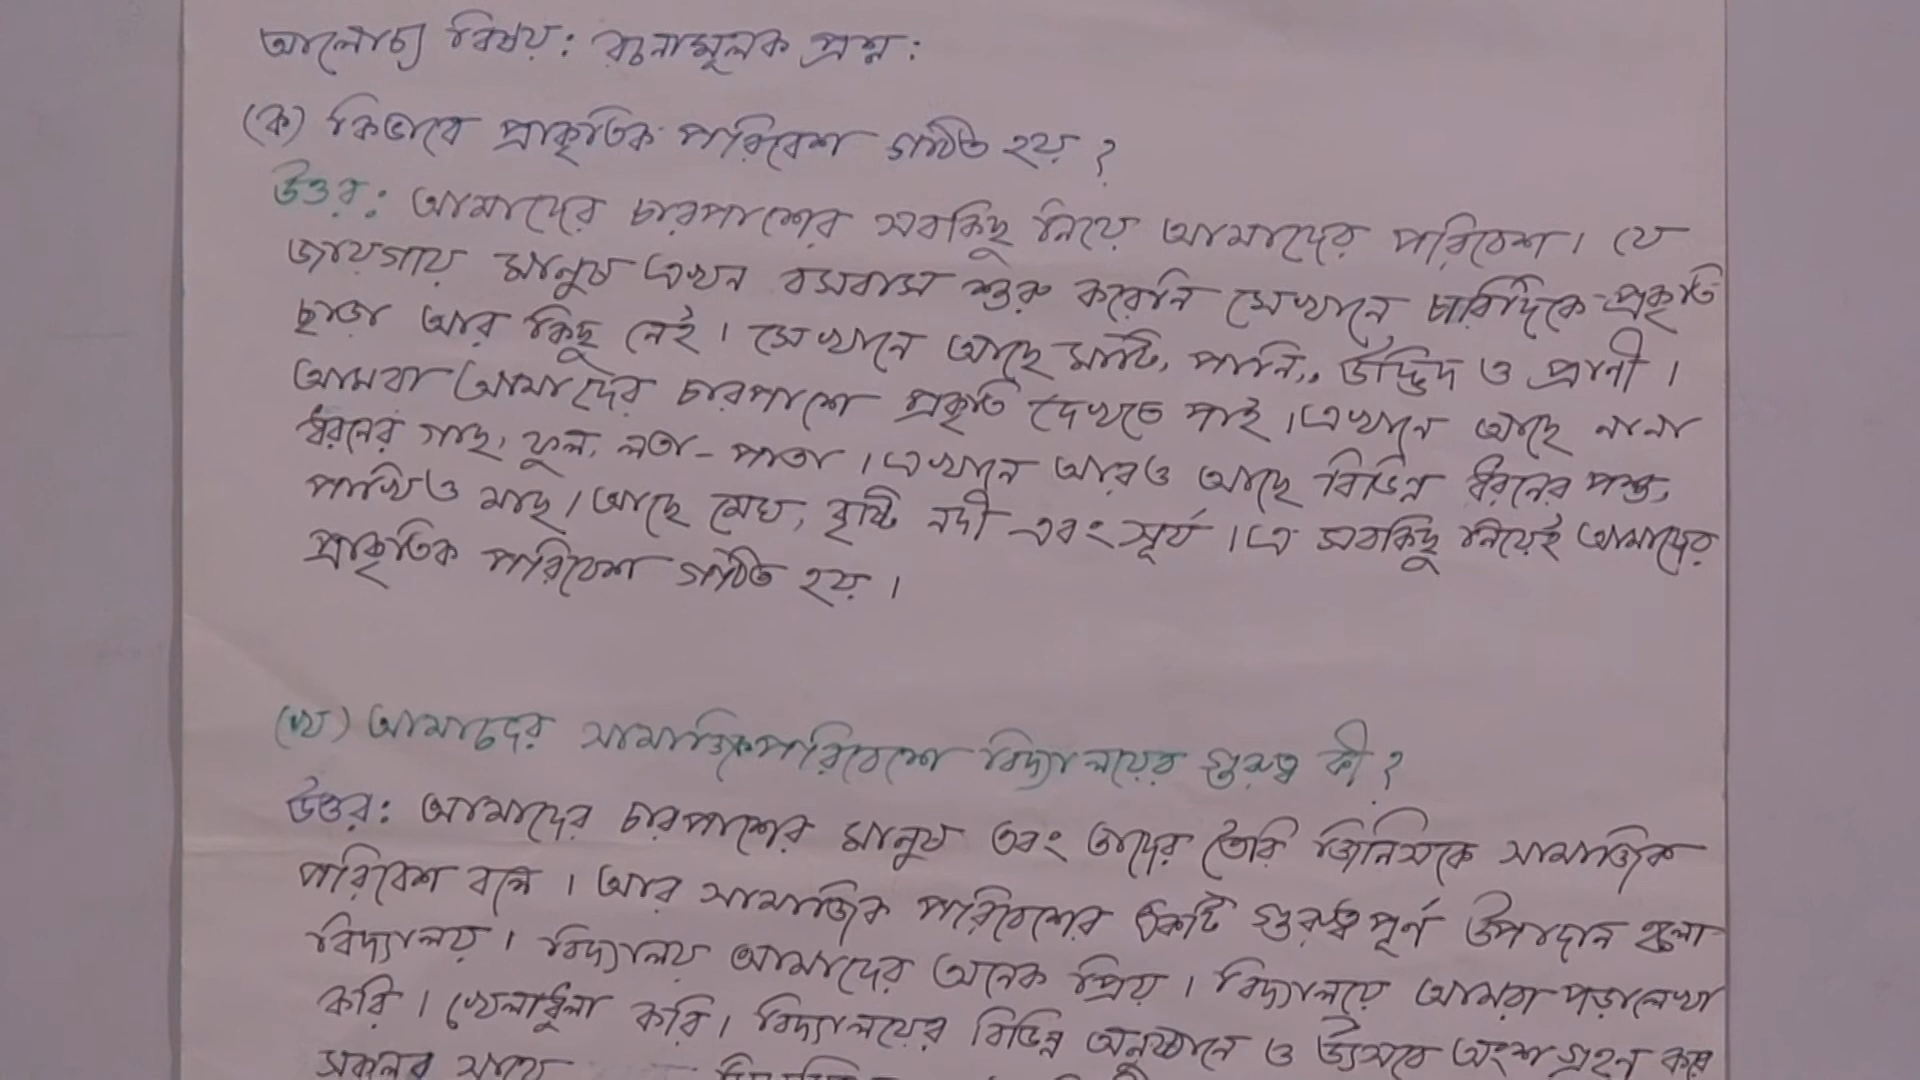 আলোচ্য বিষয়: রচনামূলক প্রশ্ন:
(ক) কিভাবে প্রাকৃতিক পরিবেশ গঠিত হয়?
উত্তর: আমাদের চারপাশের সবকিছু নিয়ে আমাদের পরিবেশ। যে
জায়গায় মানুষ এখন বসবাস শুরু করেনি সেখানে চারিদিকে প্রকৃতি
ছাড়া আর কিছু নেই। সেখানে আছে মাটি, পানি,, উদ্ভিদ ও প্রানী।
আমরা আমাদের চারপাশে প্রকৃতি দেখতে পাই। এখানে আছে নানা
ধরনের গাছ, ফুল, লতা-পাতা। এখানে আরও আছে বিভিন্ন ধরনের পশু,
পাখি ও মাছ। আছে মেঘ, বৃষ্টি নদী এবং সূর্য। এ সবকিছু নিয়েই আমাদের
প্রাকৃতিক পরিবেশ গঠিত হয়।
(খ) আমাদের সামাজিক পরিবেশে বিদ্যালয়ের গুরুত্ব কী?
উত্তর: আমাদের চারপাশের মানুষ এবং তাদের তৈরি জিনিসকে সামাজিক
পরিবেশ বলে। আর সামাজিক পরিবেশের একটি গুরুত্বপূর্ন উপাদান হলো
বিদ্যালয়। বিদ্যালয় আমাদের অনেক প্রিয়। বিদ্যালয়ে আমরা পড়ালেখা
করি। খেলাধুলা করি। বিদ্যালয়ের বিভিন্ন অনুষ্ঠানে ও উৎসবে অংশ গ্রহন করে
সকলের সাথে